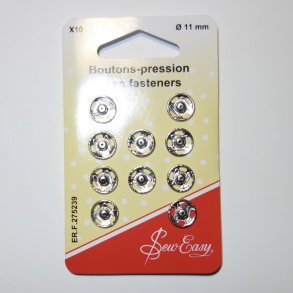 X10
Ø 11 mm
Boutons-pression
fasteners
ER.F.275239
Sew-Easy